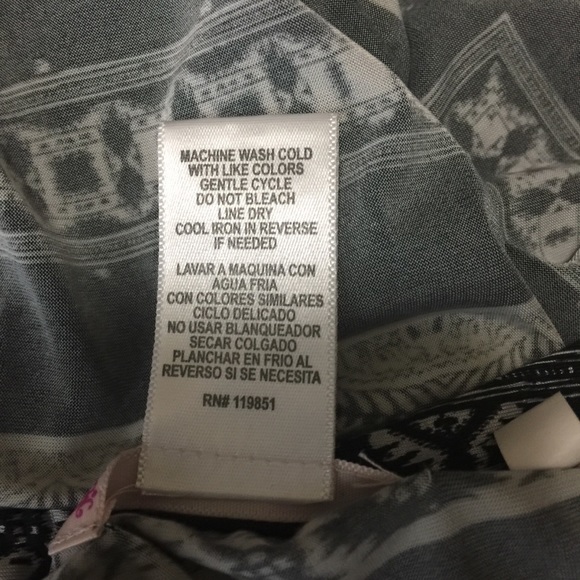 MACHINE WASH COLD
WITH LIKE COLORS
GENTLE CYCLE
DO NOT BLEACH
LINE DRY
COOL IRON IN REVERSE
IF NEEDED
LAVAR A MAQUINA CON
AGUA FRIA
CON COLORES SIMILARES
CICLO DELICADO
NO USAR BLANQUEADOR
SECAR COLGADO
PLANCHAR EN FRIO AL
REVERSO SI SE NECESITA
RN# 119851